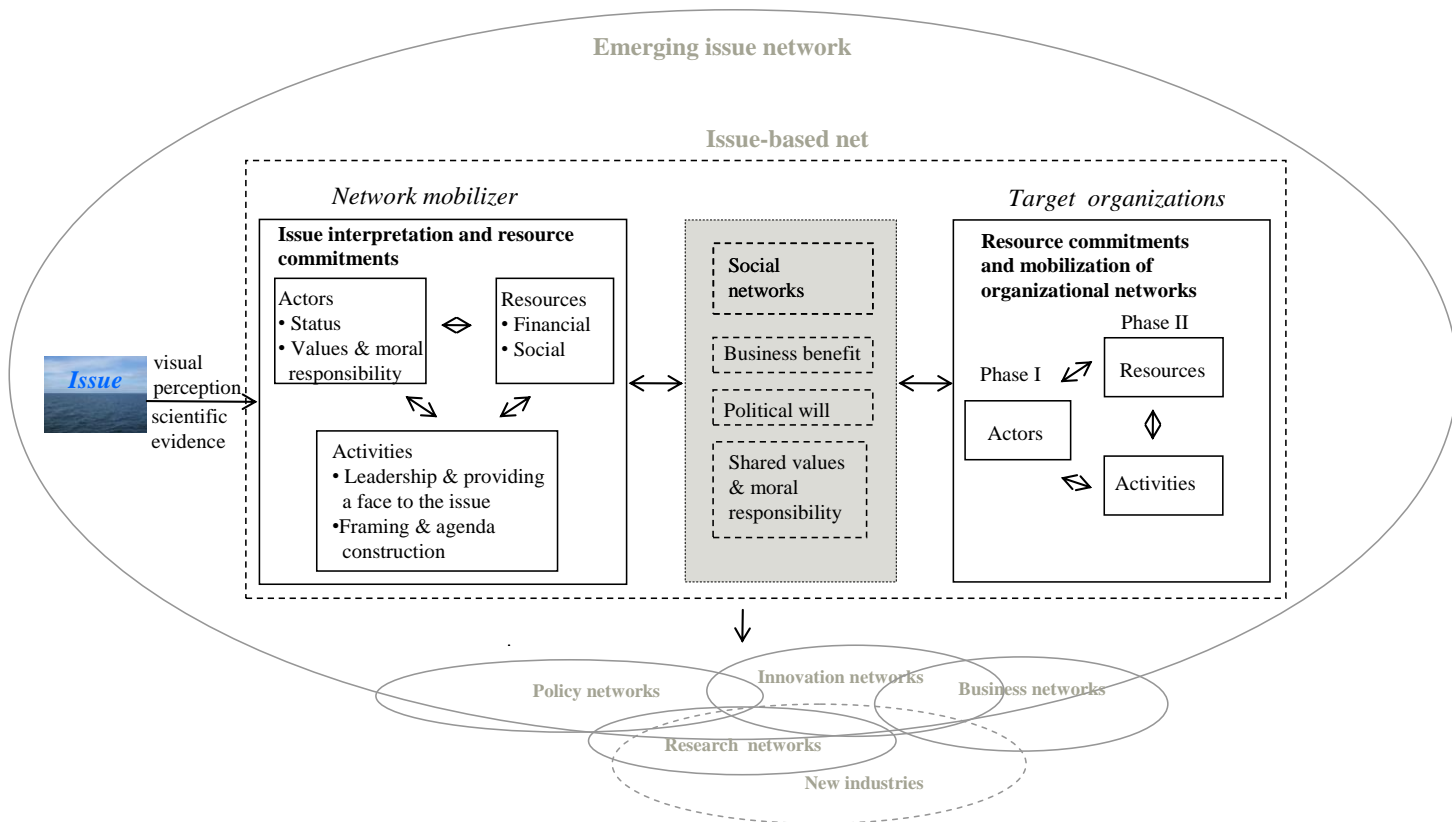 Emerging issue network
Issue-based net
Network mobilizer
Issue interpretation and resource
commitments
Actors
• Status
• Values & moral
responsibility
Resources
• Financial
• Social
Activities
• Leadership & providing
a face to the issue
•Framing & agenda
construction
Issue
visual
perception
scientific
evidence
Social
networks
Business benefit
Political will
Shared values
& moral
responsibility
Target organizations
Resource commitments
and mobilization of
organizational networks
Phase II
Phase I
Resources
Actors
Activities
Policy networks
Innovation networks
Business networks
Research networks
New industries